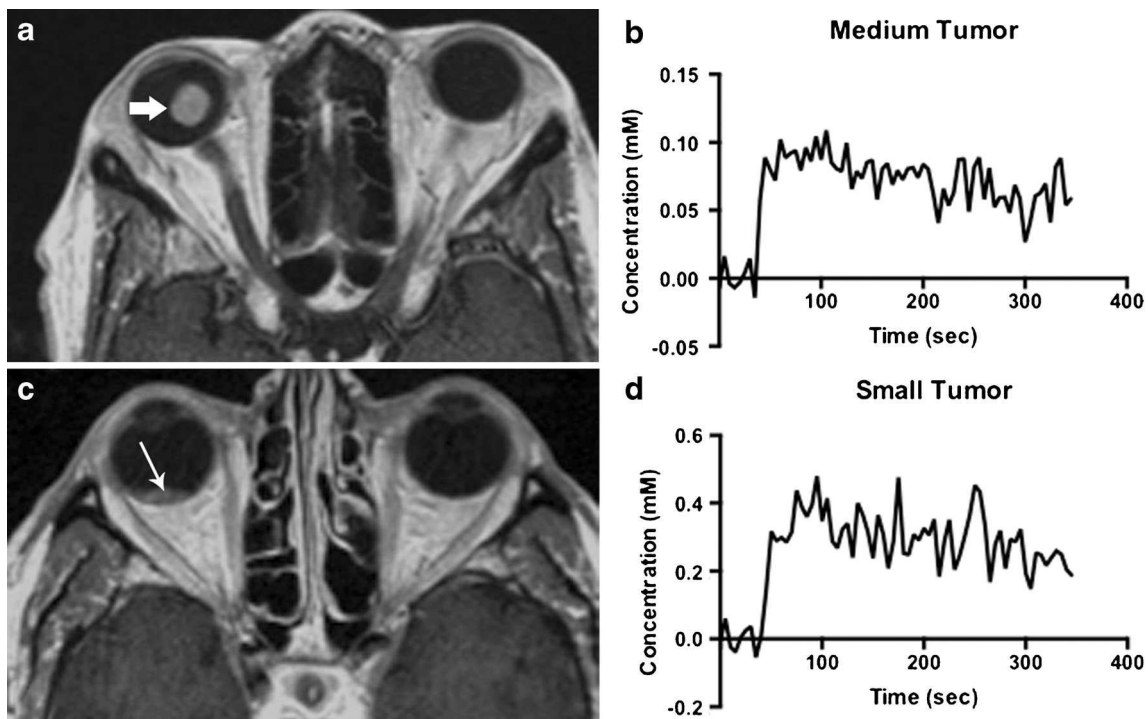 a
b
Medium Tumor
Concentration (mM)
0.15
0.10
0.05
0.00
-0.05
100
200
300
400
Time (sec)
c
d
Small Tumor
Concentration (mM)
0.6
0.4
0.2
0.0
-0.2
100
200
300
400
Time (sec)